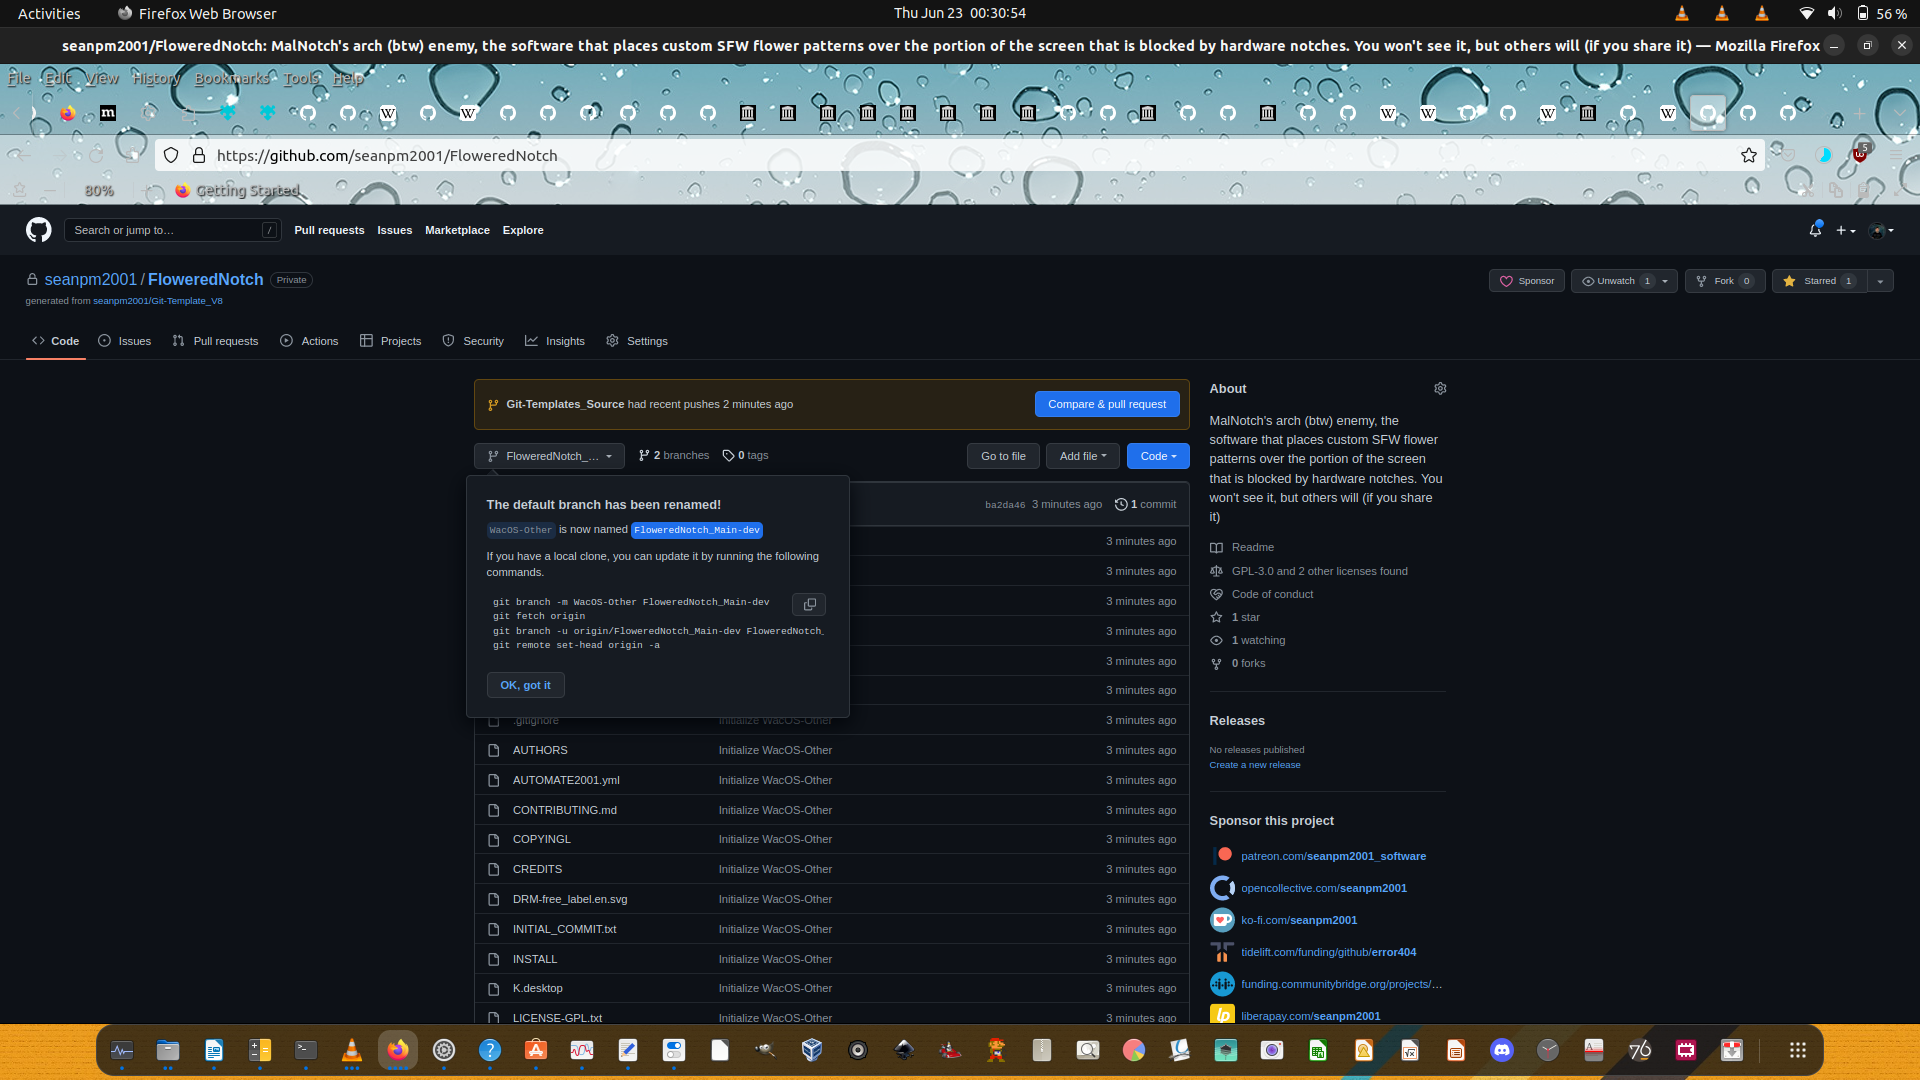 Activities
Firefox Web Browser
Thu Jun 23 00:30:54
56 %
seanpm2001/FloweredNotch: MalNotch's arch (btw) enemy, the software that places custom SFW flower patterns over the portion of the screen that is blocked by hardware notches. You won't see it, but others will (if you share it) — Mozilla Firefox
File Edit View History Bookmarks Tools Help
https://github.com/seanpm2001/FloweredNotch
5
80%
Getting Started
Search or jump to…
/
Pull requests Issues Marketplace Explore
seanpm2001 / FloweredNotch Private
generated from seanpm2001/Git-Template_V8
Sponsor
Unwatch 1
Fork 0
Starred 1
Code
Issues
Pull requests
Actions
Projects
Security
Insights
Settings
Git-Templates_Source had recent pushes 2 minutes ago
Compare & pull request
FloweredNotch_…
2 branches
0 tags
Go to file
Add file
Code
The default branch has been renamed!
WacOS-Other is now named FloweredNotch_Main-dev
If you have a local clone, you can update it by running the following
commands.
git branch -m WacOS-Other FloweredNotch_Main-dev
git fetch origin
git branch -u origin/FloweredNotch_Main-dev FloweredNotch_
git remote set-head origin -a
OK, got it
ba2da46 3 minutes ago
1 commit
3 minutes ago
3 minutes ago
3 minutes ago
3 minutes ago
3 minutes ago
3 minutes ago
.gitignore Initialize WacOS-Other 3 minutes ago
AUTHORS Initialize WacOS-Other 3 minutes ago
AUTOMATE2001.yml Initialize WacOS-Other 3 minutes ago
CONTRIBUTING.md Initialize WacOS-Other 3 minutes ago
COPYINGL Initialize WacOS-Other 3 minutes ago
CREDITS Initialize WacOS-Other 3 minutes ago
DRM-free_label.en.svg Initialize WacOS-Other 3 minutes ago
INITIAL_COMMIT.txt Initialize WacOS-Other 3 minutes ago
INSTALL Initialize WacOS-Other 3 minutes ago
K.desktop Initialize WacOS-Other 3 minutes ago
LICENSE-GPL.txt Initialize WacOS-Other 3 minutes ago
About
MalNotch's arch (btw) enemy, the
software that places custom SFW flower
patterns over the portion of the screen
that is blocked by hardware notches. You
won't see it, but others will (if you share
it)
Readme
GPL-3.0 and 2 other licenses found
Code of conduct
1 star
1 watching
0 forks
Releases
No releases published
Create a new release
Sponsor this project
patreon.com/seanpm2001_software
opencollective.com/seanpm2001
ko-fi.com/seanpm2001
tidelift.com/funding/github/error404
funding.communitybridge.org/projects/…
liberapay.com/seanpm2001